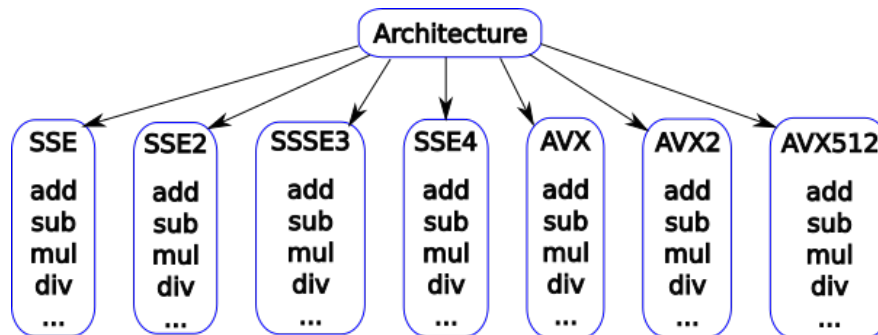 Architecture
SSE
add
sub
mul
div
...
SSE2
add
sub
mul
div
...
SSSE3
add
sub
mul
div
...
SSE4
add
sub
mul
div
...
AVX
add
sub
mul
div
...
AVX2
add
sub
mul
div
...
AVX512
add
sub
mul
div
...